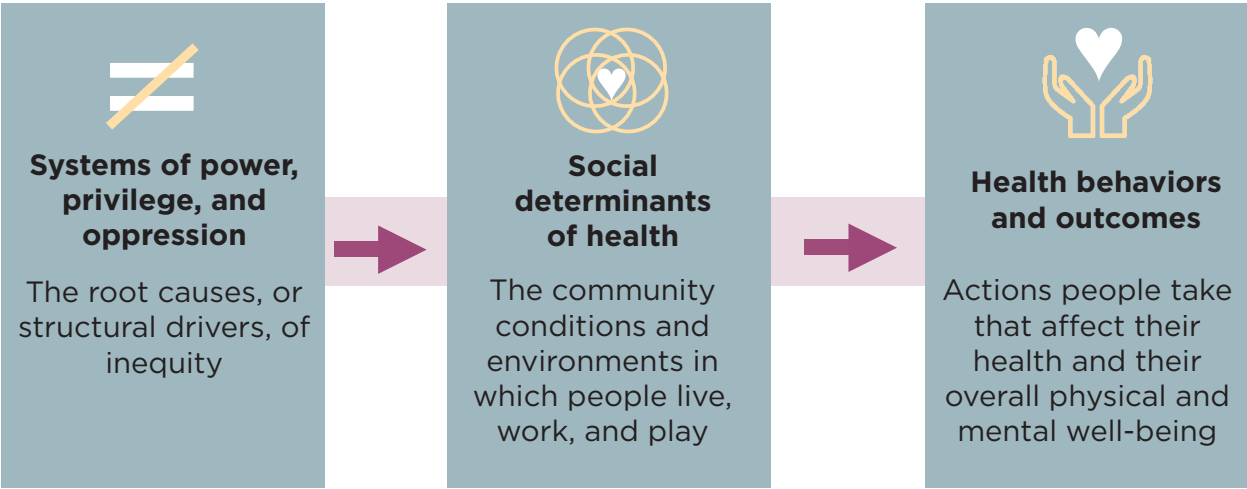 Systems of power,
privilege, and
oppression
The root causes, or
structural drivers, of
inequity
Social
determinants
of health
The community
conditions and
environments in
which people live,
work, and play
Health behaviors
and outcomes
Actions people take
that affect their
health and their
overall physical and
mental well-being